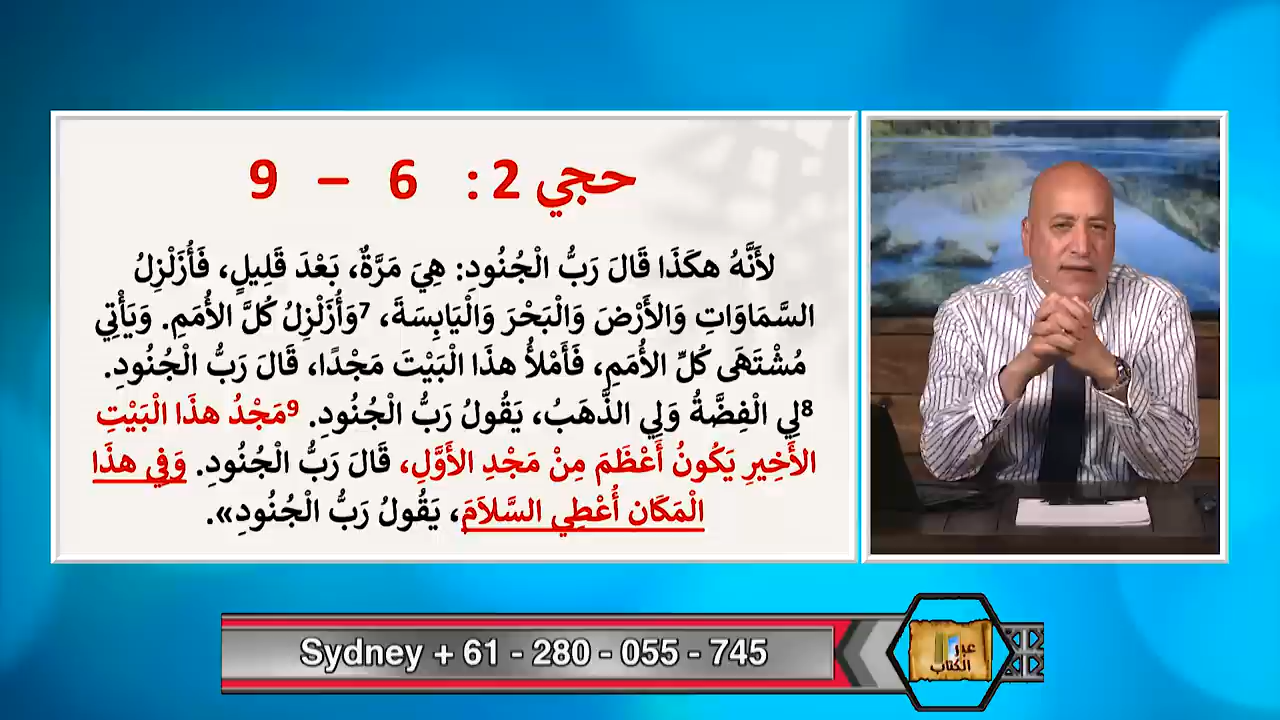 حجي 2 : 6 – 9
لأَنَّهُ هكَذَا قَالَ رَبُّ الْجُنُودِ: هِيَ مَرَّةٌ، بَعْدَ قَلِيل، فَأُزَلْزِلُ
السَّمَاوَاتِ وَالأَرْضَ وَالْبَحْرَ وَالْيَابِسَةَ، 7وَأُزَلْزِلُ كُلَّ الأُمَمِ. وَيَأْتِي
مُشْتَهَى كُلِّ الأُمَمِ، فَأَمْلأُ هذَا الْبَيْتَ مَجْدًا، قَالَ رَبُّ الْجُنُودِ.
8لِي الْفِضَّةُ وَلِي الذَّهَبُ، يَقُولُ رَبُّ الْجُنُودِ. 9مَجْدُ هذَا الْبَيْتِ
الأَخِيرِ يَكُونُ أَعْظَمَ مِنْ مَجْدِ الأَوَّلِ، قَالَ رَبُّ الْجُنُودِ. وَفِي هذَا
الْمَكَانِ أُعْطِي السَّلاَمَ، يَقُولُ رَبُّ الْجُنُودِ».
Sydney + 61 - 280 - 055 - 745
عبر
الكتاب